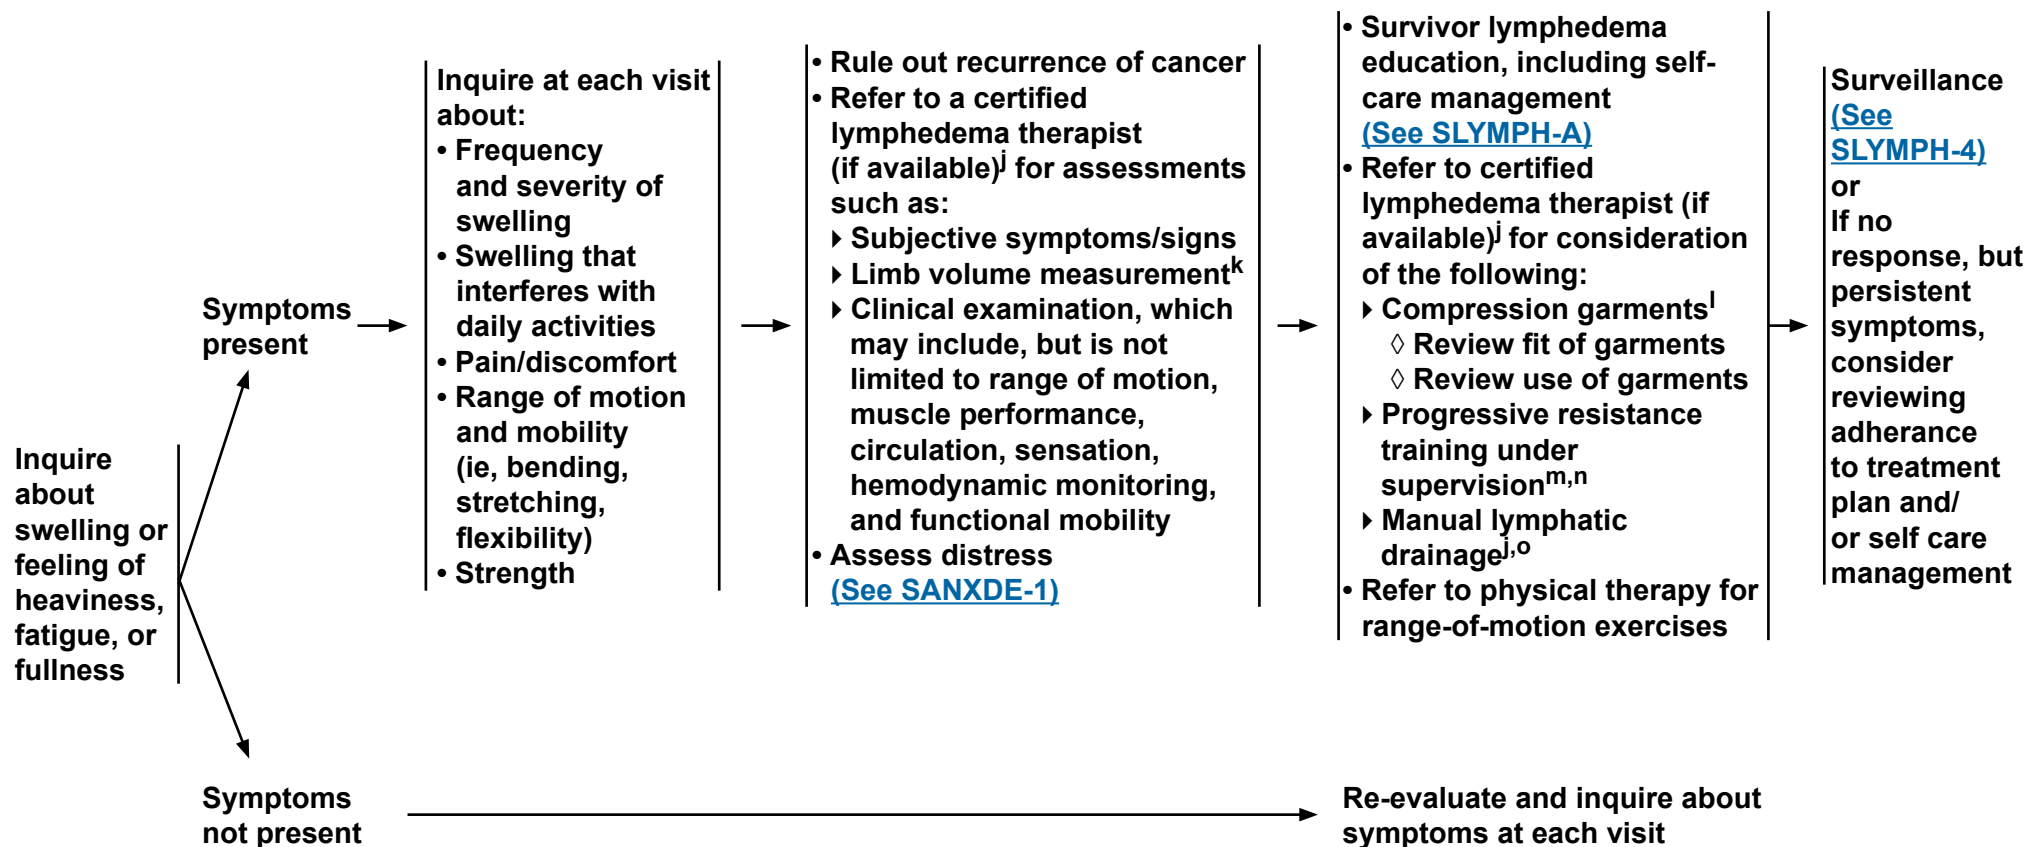 Inquire
about
swelling or
feeling of
heaviness,
fatigue, or
fullness
Symptoms
present
Inquire at each visit
about:
• Frequency
and severity of
swelling
• Swelling that
interferes with
daily activities
• Pain/discomfort
• Range of motion
and mobility
(ie, bending,
stretching,
flexibility)
• Strength
• Rule out recurrence of cancer
• Refer to a certified
lymphedema therapist
(if available)j for assessments
such as:
▸ Subjective symptoms/signs
▸ Limb volume measurementk
▸ Clinical examination, which
may include, but is not
limited to range of motion,
muscle performance,
circulation, sensation,
hemodynamic monitoring,
and functional mobility
• Assess distress
(See SANXDE-1)
• Survivor lymphedema
education, including self-
care management
(See SLYMPH-A)
• Refer to certified
lymphedema therapist (if
available)j for consideration
of the following:
▸ Compression garmentsl
◊ Review fit of garments
◊ Review use of garments
▸ Progressive resistance
training under
supervisionm,n
▸ Manual lymphatic
drainagej,o
• Refer to physical therapy for
range-of-motion exercises
Surveillance
(See
SLYMPH-4)
or
If no
response, but
persistent
symptoms,
consider
reviewing
adherance
to treatment
plan and/
or self care
management
Symptoms
not present
Re-evaluate and inquire about
symptoms at each visit